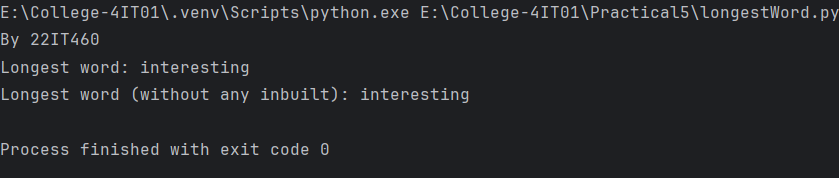 E:\College-4IT01\.venv\Scripts\python.exe E:\College-4IT01\Practical5\longestWord.py
By 22IT460
Longest word: interesting
Longest word (without any inbuilt): interesting
Process finished with exit code 0